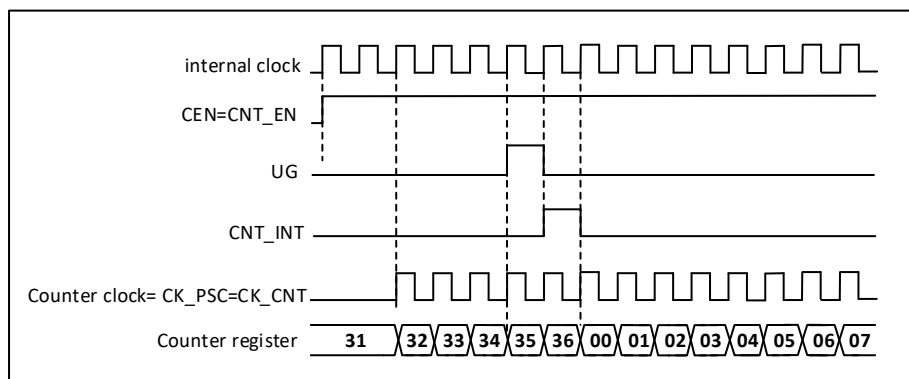 internal clock
CEN=CNT_EN
UG
CNT_INT
Counter clock= CK_PSC=CK_CNT
Counter register 31 32 33 34 35 36 00 01 02 03 04 05 06 07